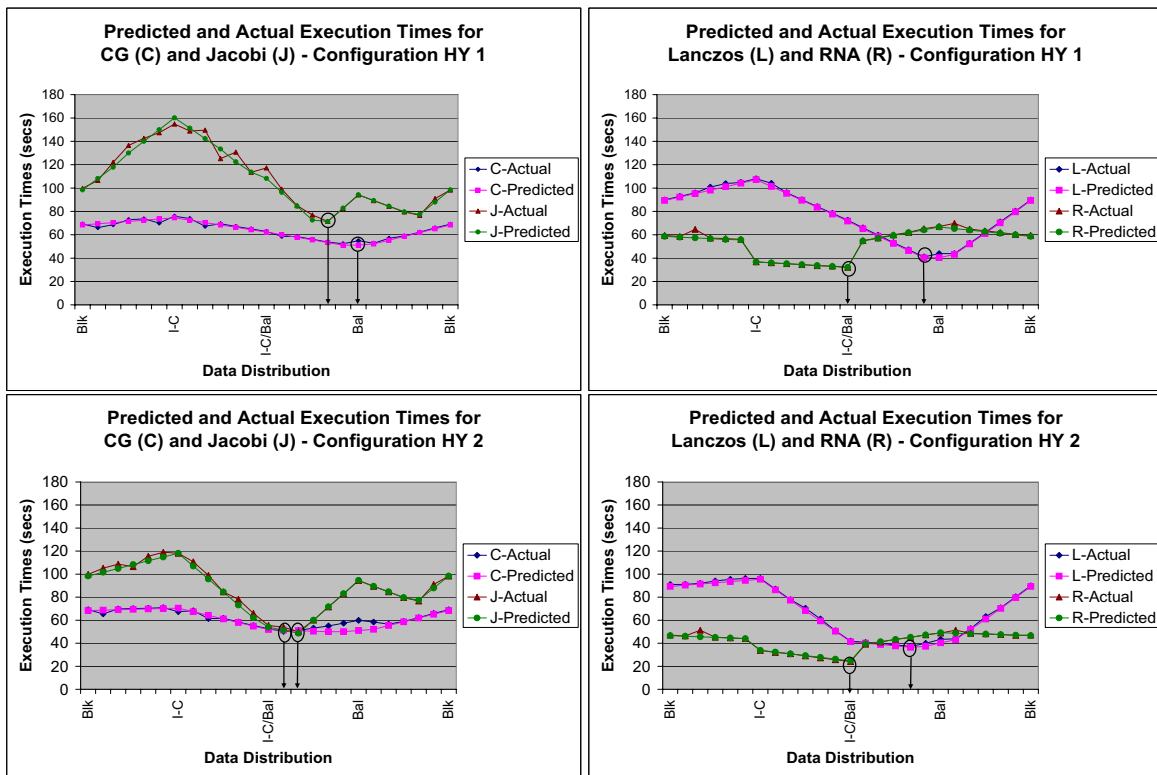 Predicted and Actual Execution Times for
CG (C) and Jacobi (J) - Configuration HY 1
Execution Times (secs)
180
160
140
120
100
80
60
40
20
0
Blk
I-C
I-C/Bal
Bal
Blk
Data Distribution
C-Actual
C-Predicted
J-Actual
J-Predicted
Predicted and Actual Execution Times for
Lanczos (L) and RNA (R) - Configuration HY 1
Execution Times (secs)
180
160
140
120
100
80
60
40
20
0
Blk
I-C
I-C/Bal
Bal
Blk
Data Distribution
L-Actual
L-Predicted
R-Actual
R-Predicted
Predicted and Actual Execution Times for
CG (C) and Jacobi (J) - Configuration HY 2
Execution Times (secs)
180
160
140
120
100
80
60
40
20
0
Blk
I-C
I-C/Bal
Bal
Blk
Data Distribution
C-Actual
C-Predicted
J-Actual
J-Predicted
Predicted and Actual Execution Times for
Lanczos (L) and RNA (R) - Configuration HY 2
Execution Times (secs)
180
160
140
120
100
80
60
40
20
0
Blk
I-C
I-C/Bal
Bal
Blk
Data Distribution
L-Actual
L-Predicted
R-Actual
R-Predicted